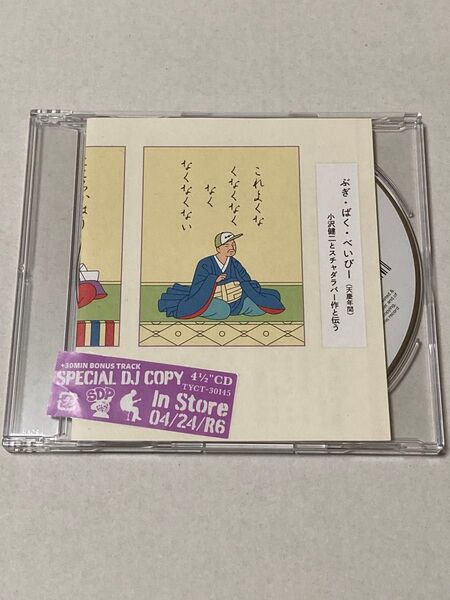 ぶぎ・ばく・べいびー（天慶年間）
小沢健二とスチャダラパー作と伝う
これよくな
くなくなく
なく
なくなくない
+30MIN BONUS TRACK
SPECIAL DJ COPY 4½"CD
TYCT-30145
SDP
In Store
04/24/R6